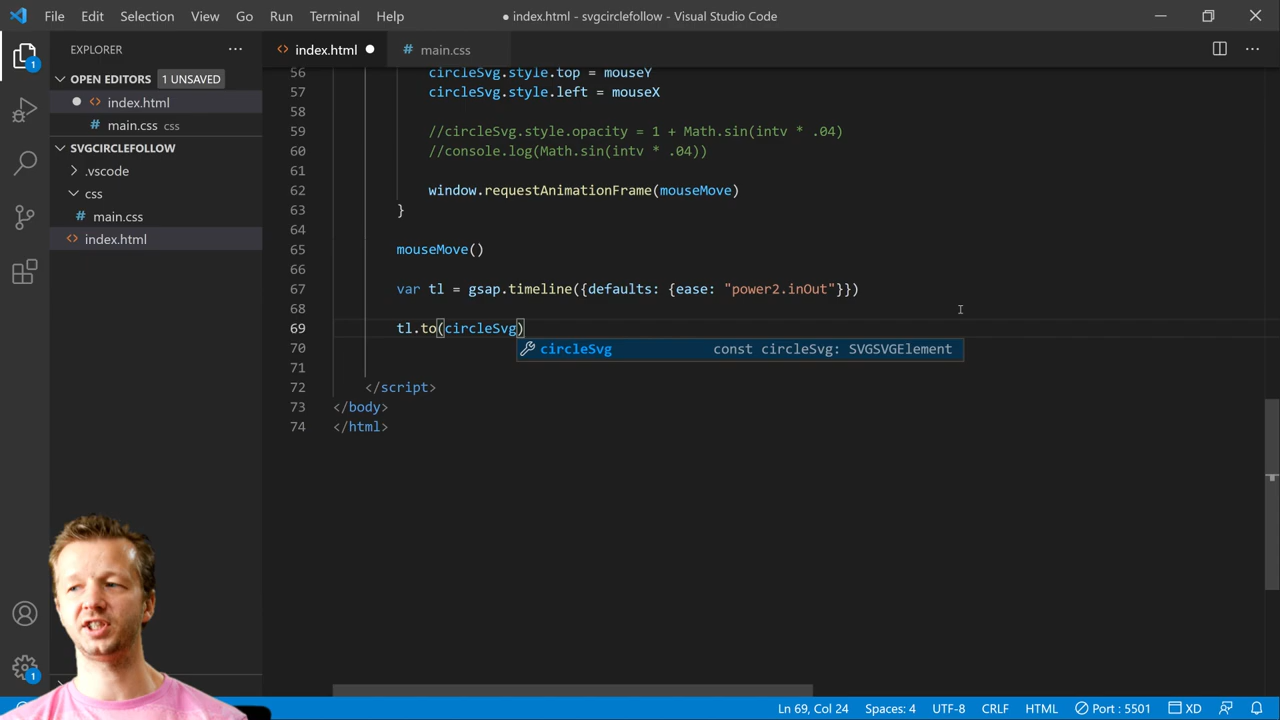 File Edit Selection View Go Run Terminal Help
index.html - svgcirclefollow - Visual Studio Code
EXPLORER
index.html
main.css
OPEN EDITORS 1 UNSAVED
index.html
main.css css
SVGCIRCLEFOLLOW
.vscode
css
main.css
index.html
56 circleSvg.style.top = mouseY
57 circleSvg.style.left = mouseX
58
59 //circleSvg.style.opacity = 1 + Math.sin(intv * .04)
60 //console.log(Math.sin(intv * .04))
61
62 window.requestAnimationFrame(mouseMove)
63 }
64
65 mouseMove()
66
67 var tl = gsap.timeline({defaults: {ease: "power2.inOut"}})
68
69 tl.to(circleSvg)
70 circleSvg const circleSvg: SVGSVGElement
71
72 </script>
73 </body>
74 </html>
1
1
Ln 69, Col 24 Spaces: 4 UTF-8 CRLF HTML Port : 5501 XD